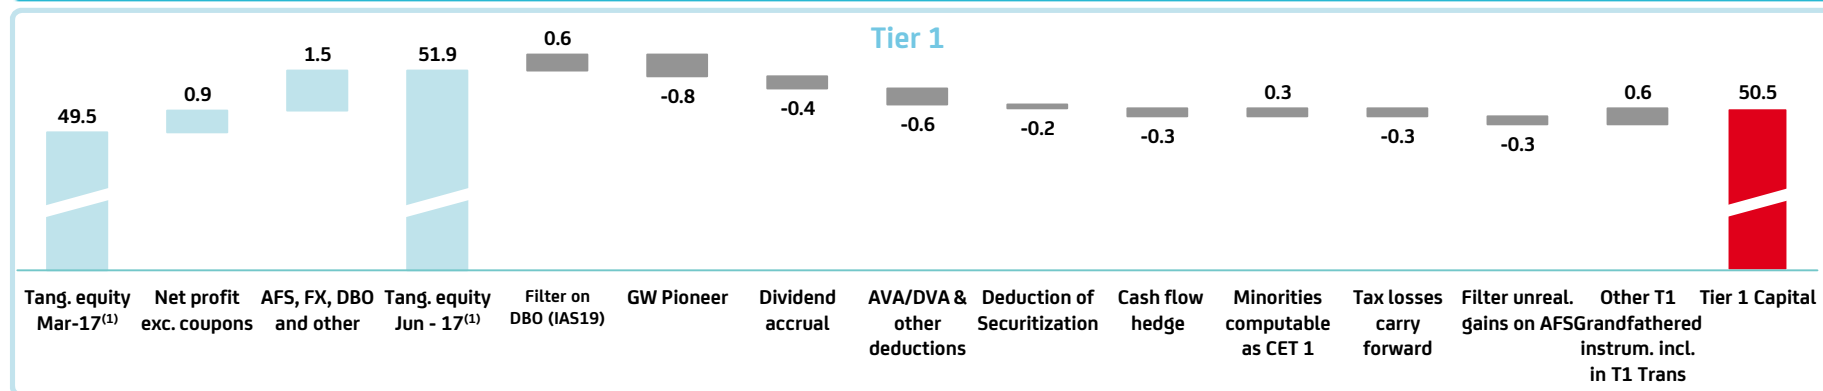 Tier 1
49.5
0.9
1.5
51.9
0.6
-0.8
-0.4
-0.6
-0.2
-0.3
0.3
-0.3
-0.3
0.6
50.5
Tang. equity
Mar-17(1)
Net profit
exc. coupons
AFS, FX, DBO
and other
Tang. equity
Jun - 17(1)
Filter on
DBO (IAS19)
GW Pioneer
Dividend
accrual
AVA/DVA &
other
deductions
Deduction of
Securitization
Cash flow
hedge
Minorities
computable
as CET 1
Tax losses
carry
forward
Filter unreal.
gains on AFS
Other T1
Grandfathered
instrum. incl.
in T1 Trans
Tier 1 Capital